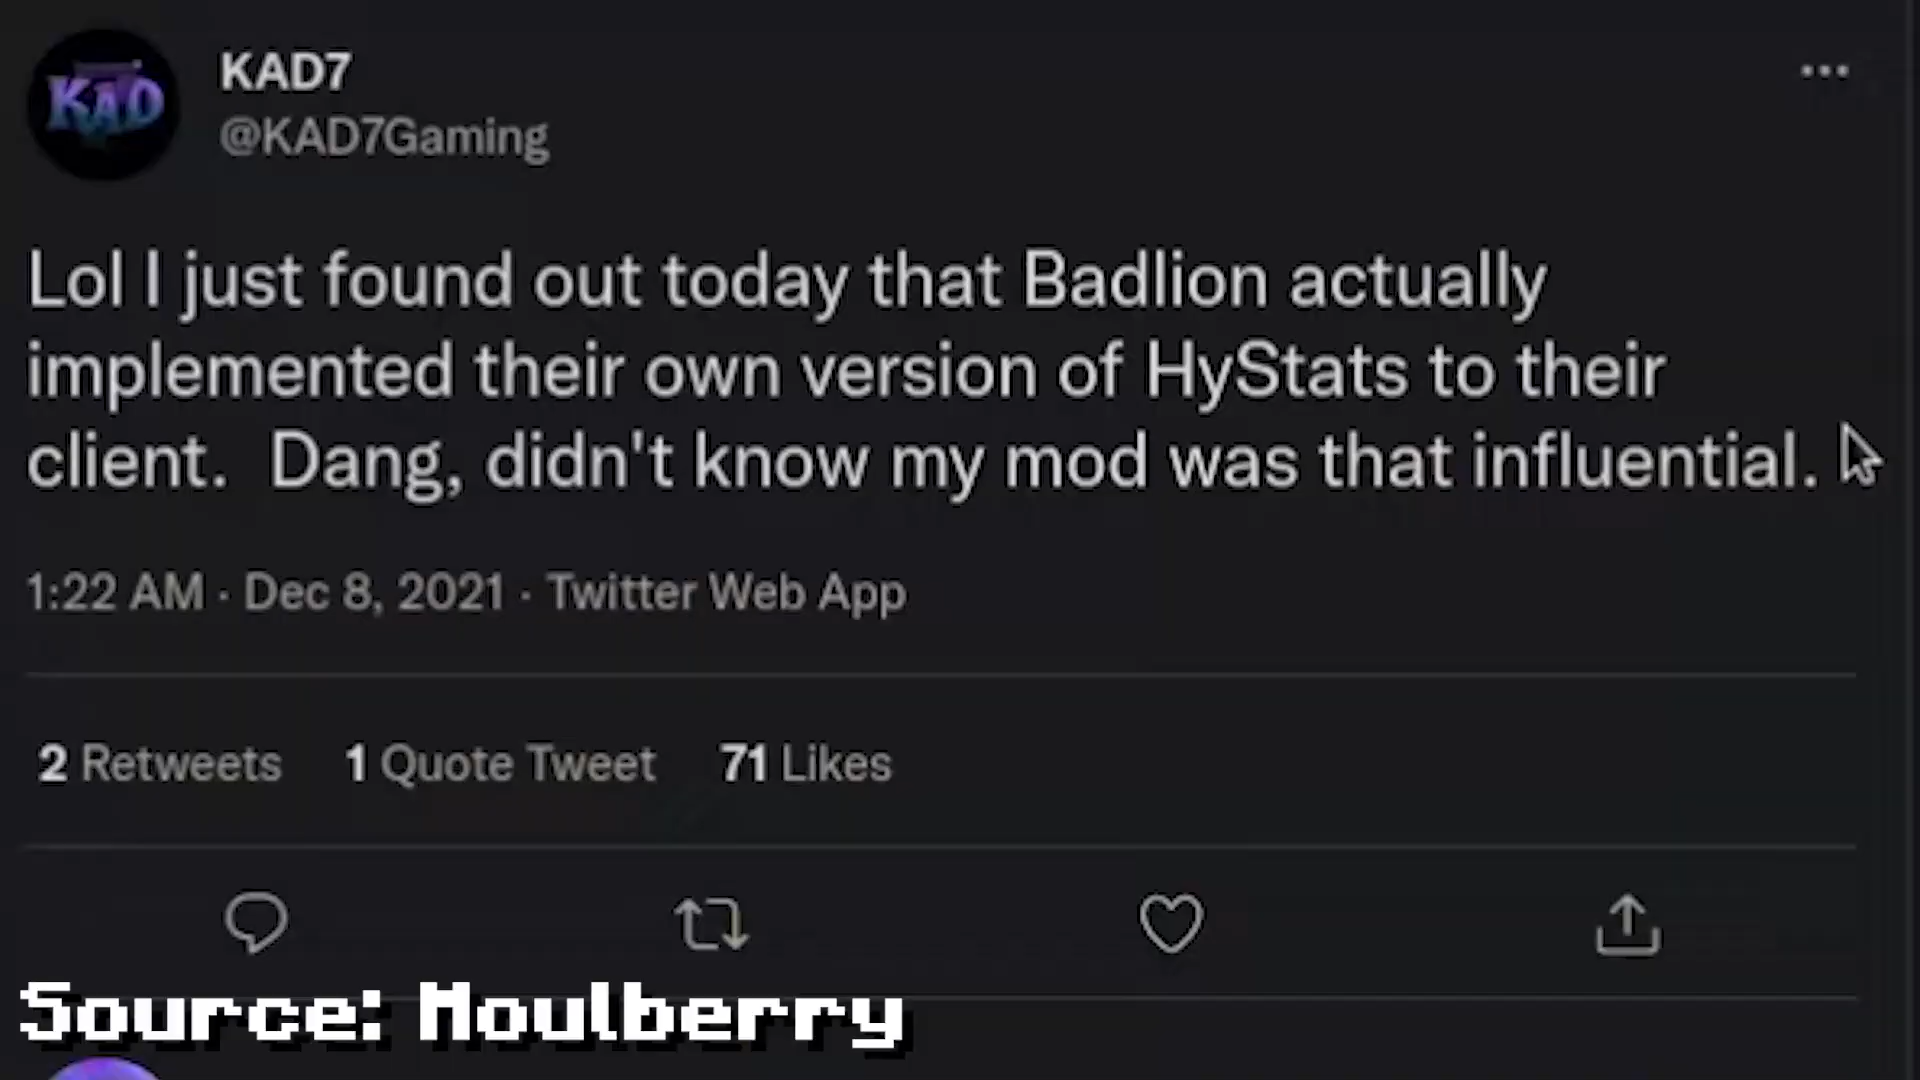 KAD
KAD7
@KAD7Gaming
Lol I just found out today that Badlion actually
implemented their own version of HyStats to their
client.  Dang, didn't know my mod was that influential.
1:22 AM · Dec 8, 2021 · Twitter Web App
2 Retweets 1 Quote Tweet 71 Likes
Source: Moulberry